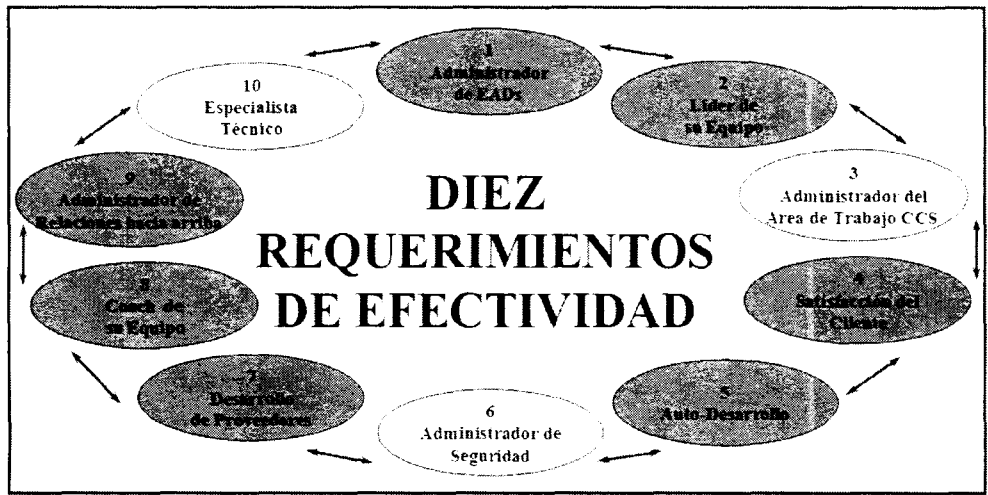 1
Administrador
de EADs
2
Líder de
su Equipo
3
Administrador del
Area de Trabajo CCS
4
Satisfacción del
Cliente
5
Auto-Desarrollo
6
Administrador de
Seguridad
7
Desarrollo
de Proveedores
8
Coach de
su Equipo
9
Administrador de
Relaciones hacia arriba
10
Especialista
Técnico
DIEZ
REQUERIMIENTOS
DE EFECTIVIDAD